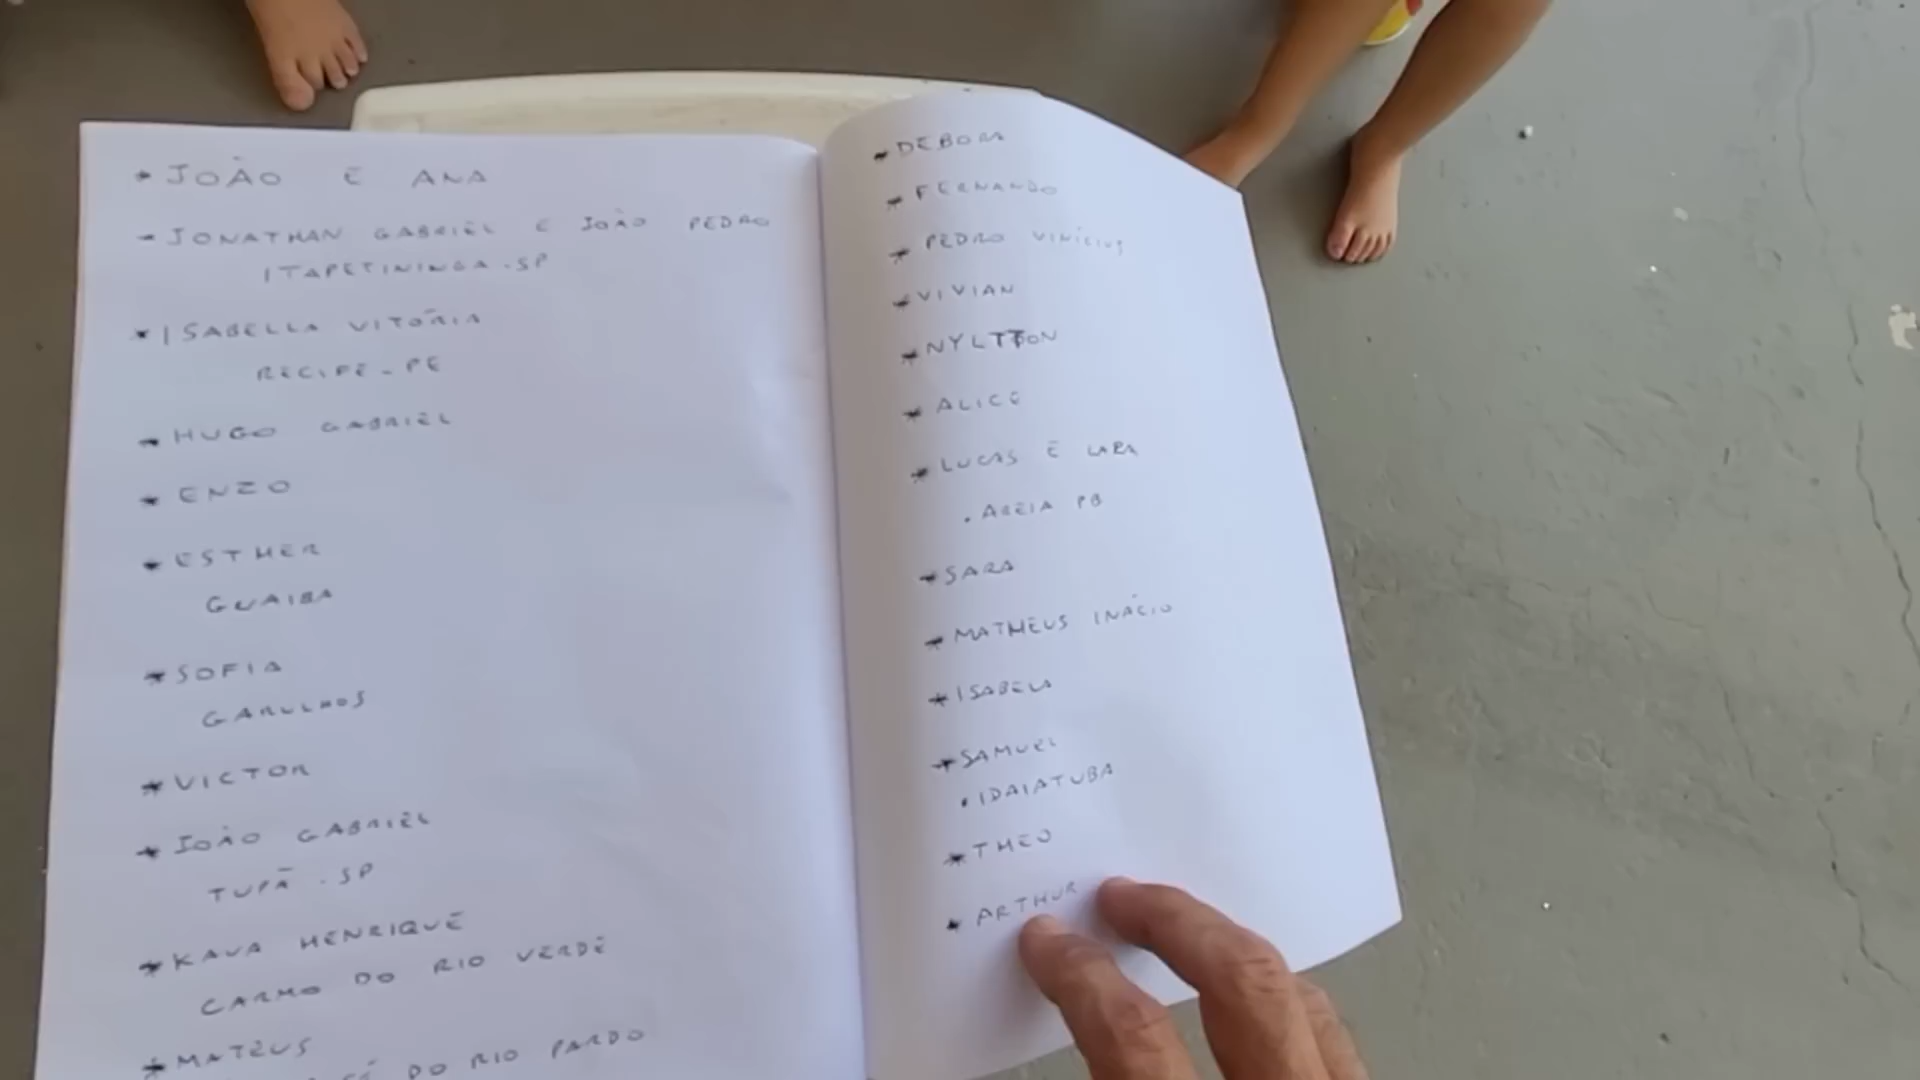 * JOÃO E ANA
- JONATHAN GABRIEL E JOÃO PEDRO
ITAPETININGA.SP
* ISABELLA VITÓRIA
RECIFE-PE
* HUGO GABRIEL
* ENZO
* ESTHER
GUAIBA
* SOFIA
GARULHOS
* VICTOR
* JOÃO GABRIEL
TUPÃ.SP
* KAUA HENRIQUE
CARMO DO RIO VERDE
* MATEUS
DO RIO PARDO
* DEBORA
* FERNANDO
* PEDRO VINÍCIUS
* VIVIAN
* NYLTTON
* ALICE
* LUCAS E LARA
. AREIA PB
* SARA
* MATHEUS INÁCIO
* ISABELA
* SAMUEL
. IDAIATUBA
* THEO
* ARTHUR